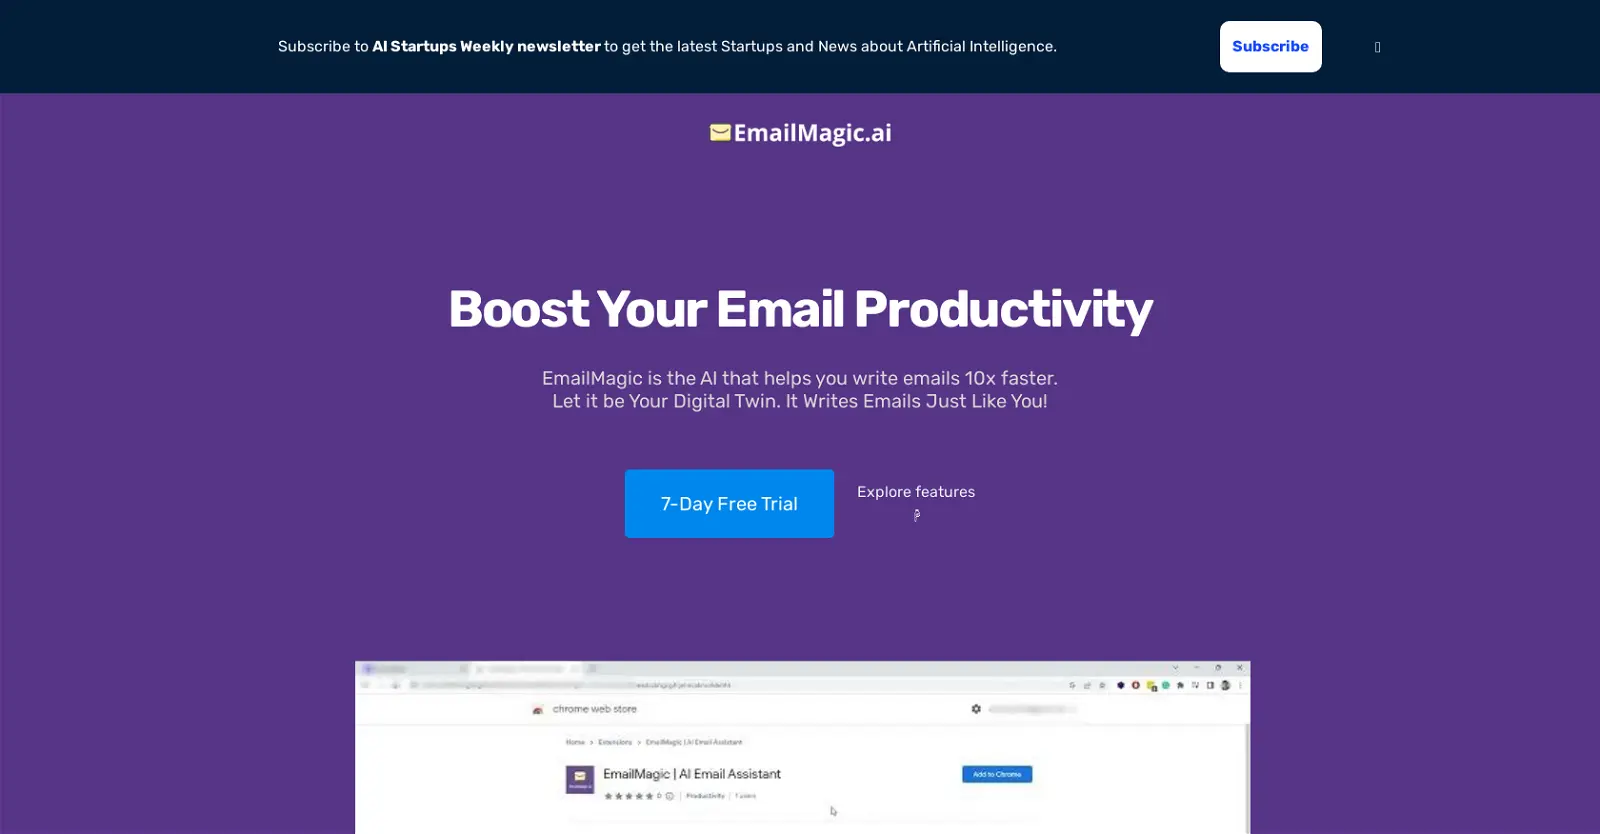 Subscribe to AI Startups Weekly newsletter to get the latest Startups and News about Artificial Intelligence.
Subscribe
EmailMagic.ai
Boost Your Email Productivity
EmailMagic is the AI that helps you write emails 10x faster.
Let it be Your Digital Twin. It Writes Emails Just Like You!
7-Day Free Trial
Explore features
chrome web store
Home > Extensions > EmailMagic | AI Email Assistant
EmailMagic | AI Email Assistant
Add to Chrome
0 | Productivity | 1 users